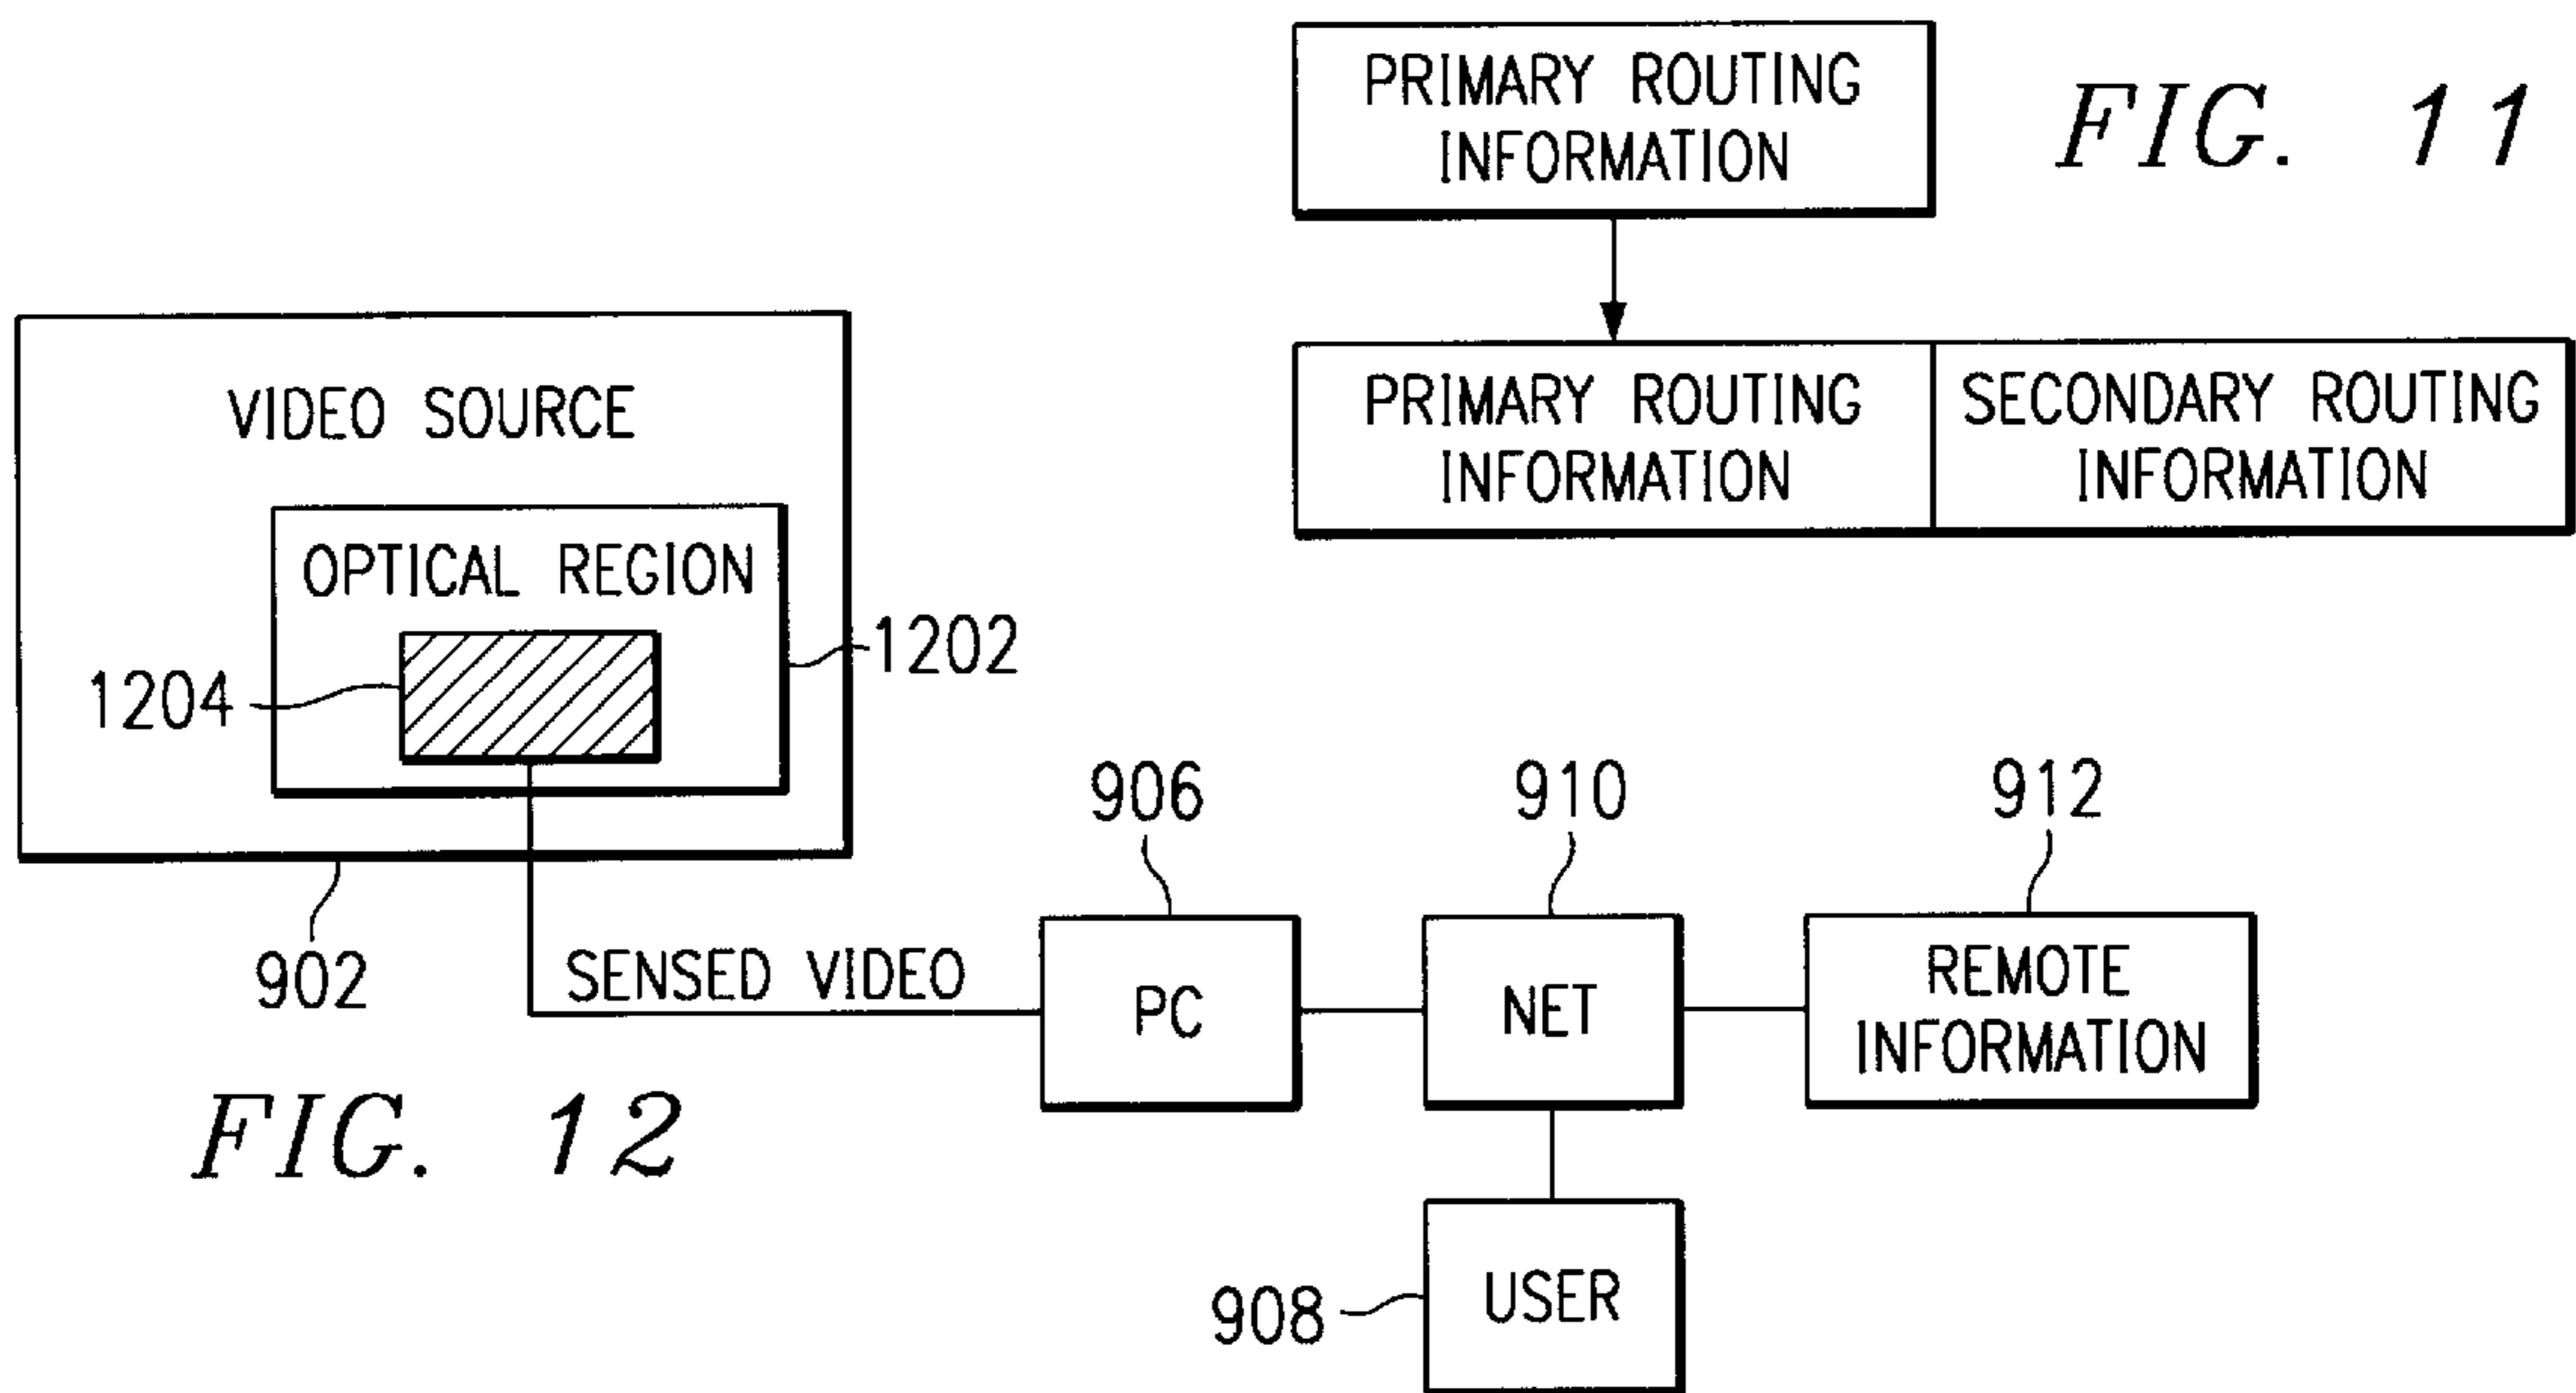 PRIMARY ROUTING
INFORMATION
FIG. 11
PRIMARY ROUTING
INFORMATION
SECONDARY ROUTING
INFORMATION
VIDEO SOURCE
OPTICAL REGION
1202
1204
902
SENSED VIDEO
906
PC
910
NET
912
REMOTE
INFORMATION
908
USER
FIG. 12